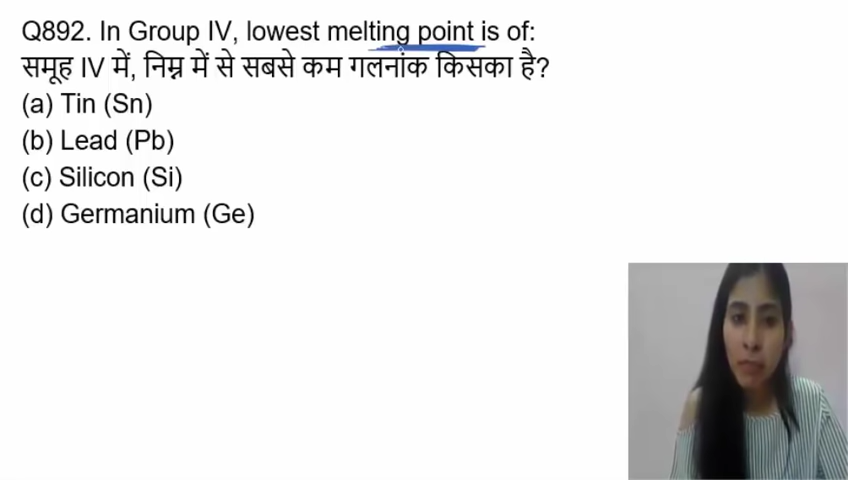 Q892. In Group IV, lowest melting point is of:
समूह IV में, निम्न में से सबसे कम गलनांक किसका है?
(a) Tin (Sn)
(b) Lead (Pb)
(c) Silicon (Si)
(d) Germanium (Ge)